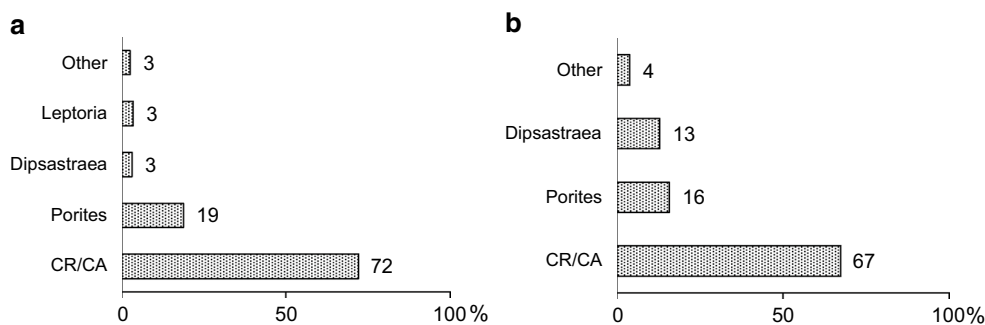 a
Other 3
Leptoria 3
Dipsastraea 3
Porites 19
CR/CA 72
0 50 100%
b
Other 4
Dipsastraea 13
Porites 16
CR/CA 67
0 50 100%